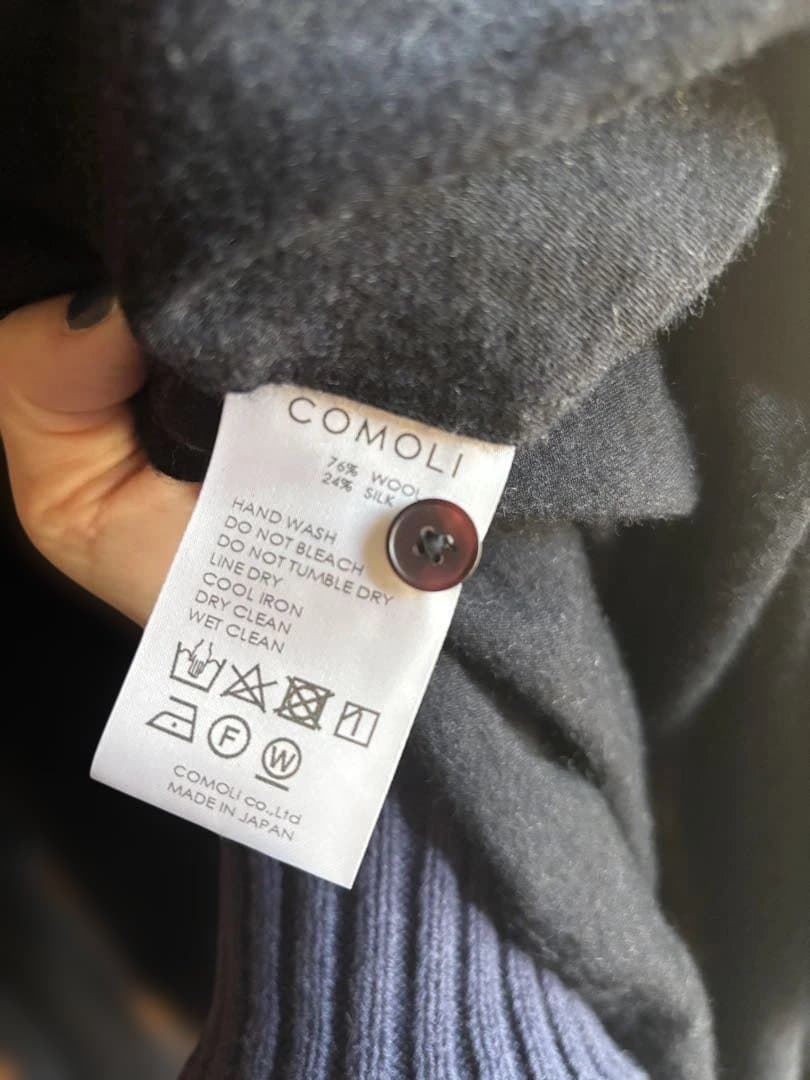 COMOLI
76% WOOL
24% SILK
HAND WASH
DO NOT BLEACH
DO NOT TUMBLE DRY
LINE DRY
COOL IRON
DRY CLEAN
WET CLEAN
F
W
COMOLI co.,Ltd
MADE IN JAPAN